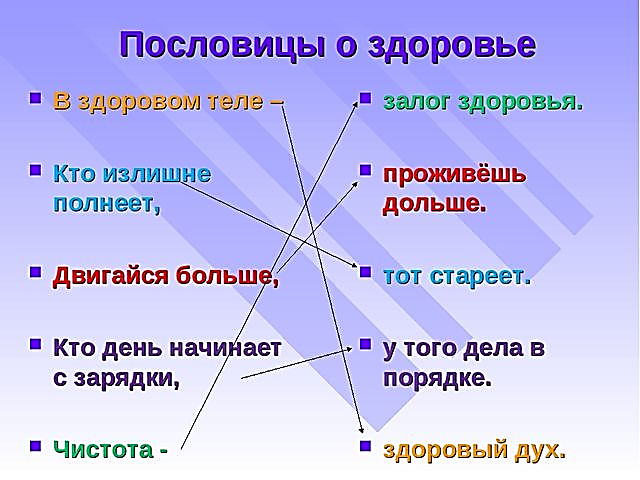 Пословицы о здоровье
В здоровом теле –
Кто излишне
полнеет,
Двигайся больше,
Кто день начинает
с зарядки,
Чистота -
залог здоровья.
проживёшь
дольше.
тот стареет.
у того дела в
порядке.
здоровый дух.